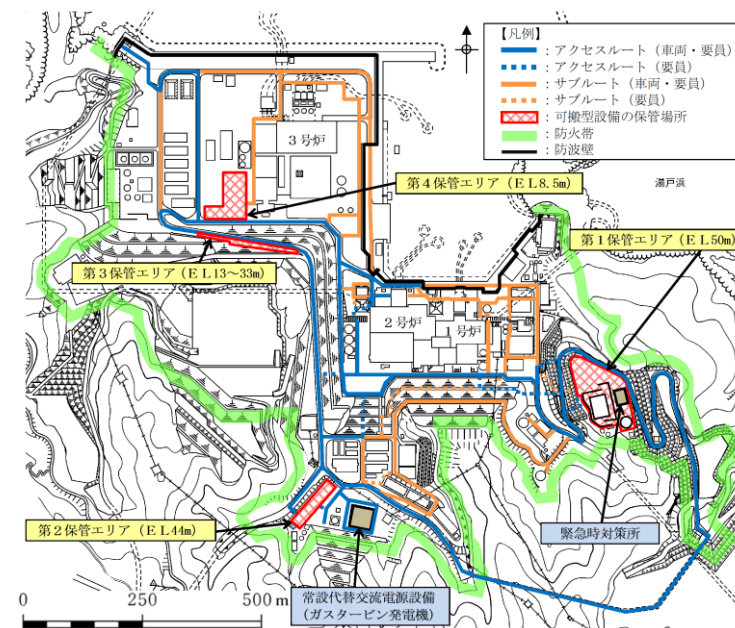 【凡例】
：アクセスルート（車両・要員）
：アクセスルート（要員）
：サブルート（車両・要員）
：サブルート（要員）
：可搬型設備の保管場所
：防火帯
：防波壁
3号炉
湯戸浜
第4保管エリア（EL8.5m）
第1保管エリア（EL50m）
第3保管エリア（EL13～33m）
2号炉
号炉
第2保管エリア（EL44m）
緊急時対策所
常設代替交流電源設備
（ガスタービン発電機）
0 250 500 m